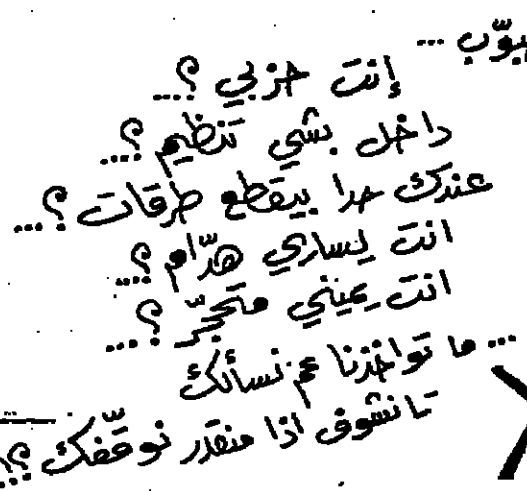 ... يوّب
إنت حزبي ؟...
داخل بشي تنظيم ؟...
عندك حدا بيقطع طرقات ؟...
انت يساري هدّام ؟...
انت يميني متحجّر ؟...
... ما تواخذنا عم نسألك
تا نشوف اذا منقدر نوقّفك ؟!